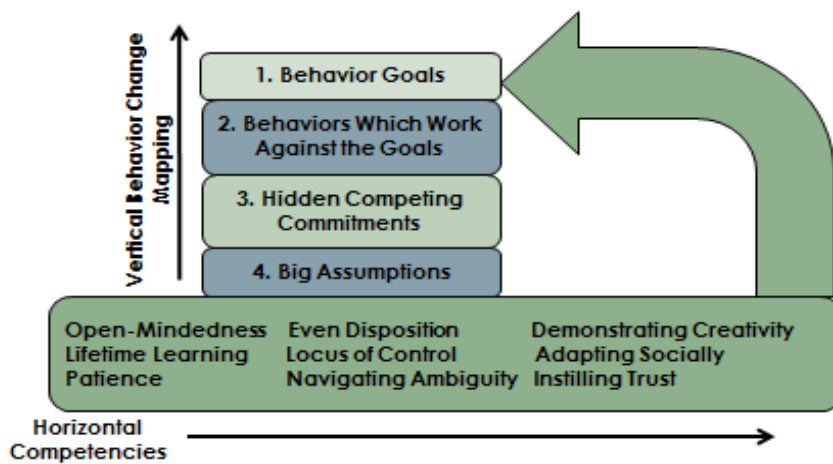 Vertical Behavior Change
Mapping
1. Behavior Goals
2. Behaviors Which Work
Against the Goals
3. Hidden Competing
Commitments
4. Big Assumptions
Open-Mindedness Even Disposition Demonstrating Creativity
Lifetime Learning Locus of Control Adapting Socially
Patience Navigating Ambiguity Instilling Trust
Horizontal
Competencies